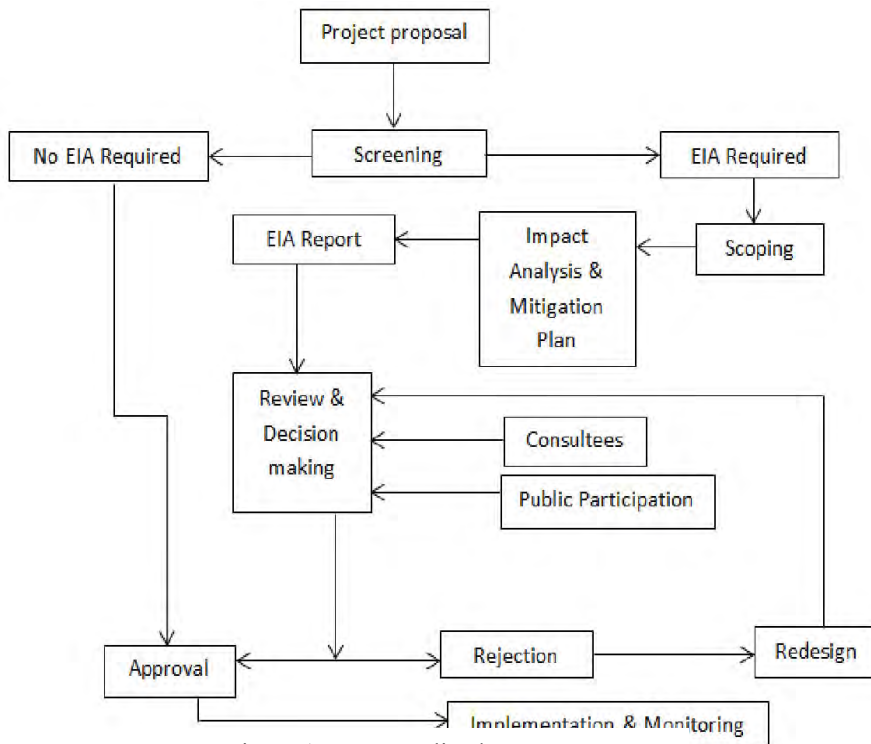 Project proposal
No EIA Required
Screening
EIA Required
EIA Report
Impact
Analysis &
Mitigation
Plan
Scoping
Review &
Decision
making
Consultees
Public Participation
Approval
Rejection
Redesign
Implementation & Monitoring